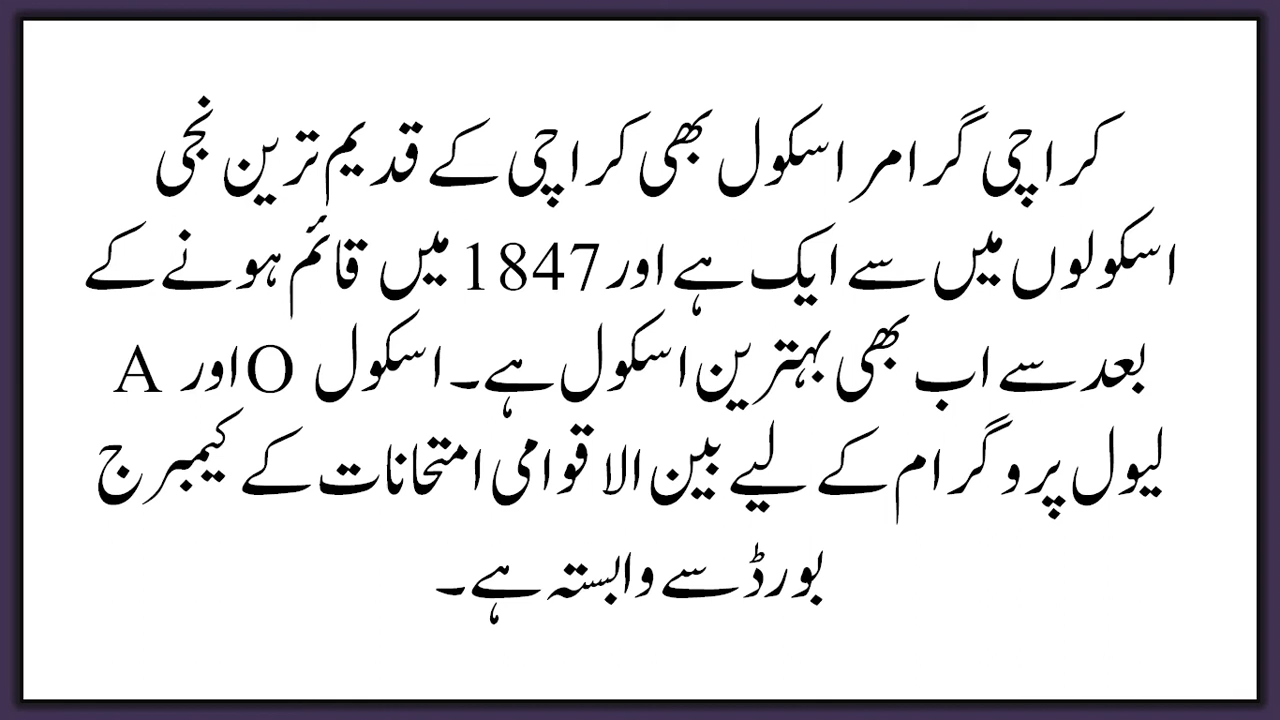 کراچی گرامر اسکول بھی کراچی کے قدیم ترین نجی
اسکولوں میں سے ایک ہے اور 1847 میں قائم ہونے کے
بعد سے اب بھی بہترین اسکول ہے۔ اسکول O اور A
لیول پروگرام کے لیے بین الاقوامی امتحانات کے کیمبرج
بورڈ سے وابستہ ہے۔